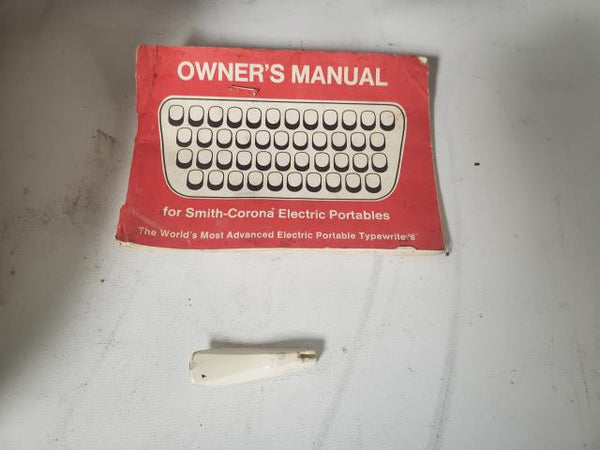 OWNER'S MANUAL
for Smith-Corona Electric Portables
The World's Most Advanced Electric Portable Typewriters